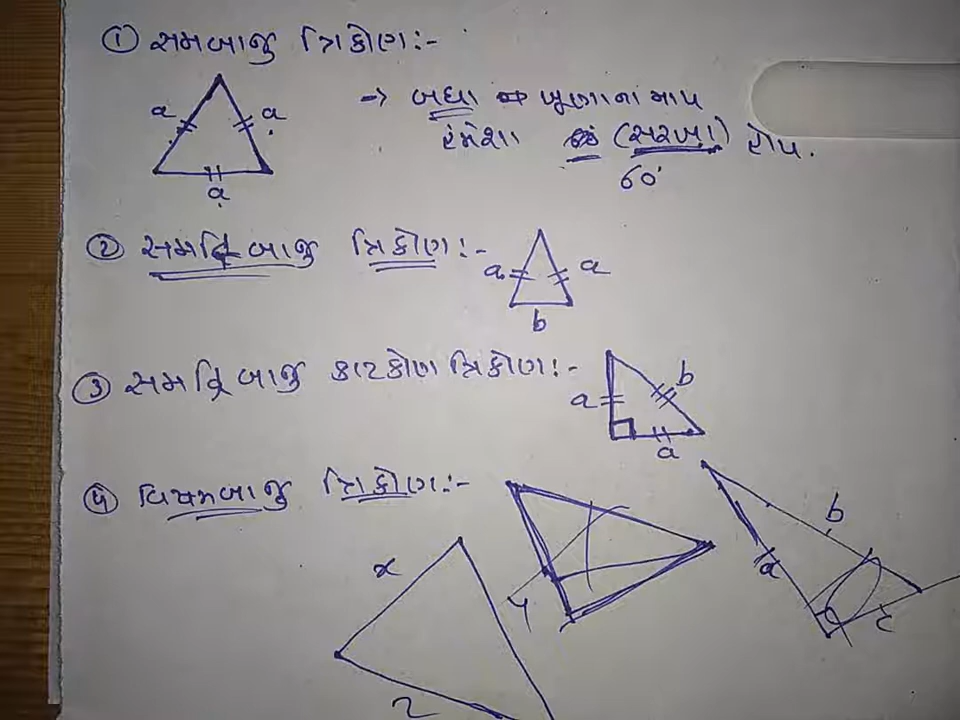 ① સમબાજુ ત્રિકોણ:-
a a
a
→ બધા ખૂણાનાં માપ
હંમેશા (સરખા) હોય.
60°
② સમદ્વિબાજુ ત્રિકોણ:-
a a
b
③ સમદ્વિબાજુ કાટકોણ ત્રિકોણ:-
a b
a
④ વિષમબાજુ ત્રિકોણ:-
x y
z
a b
c